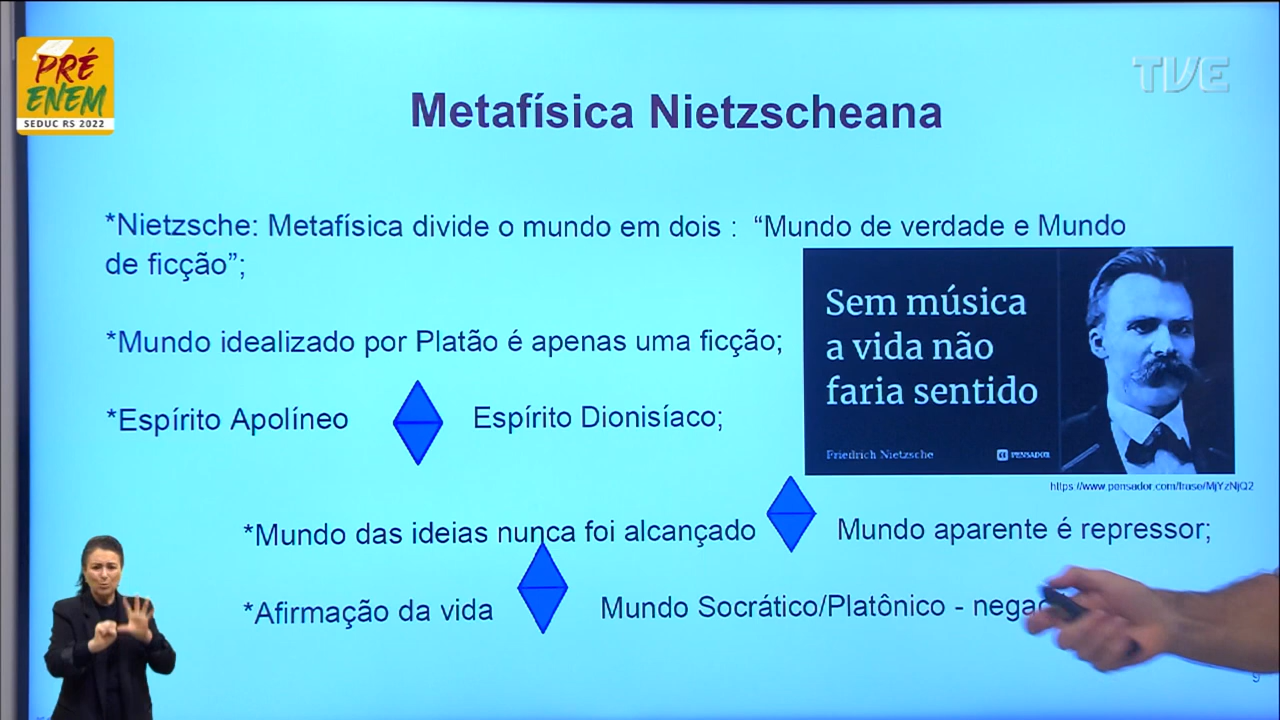 PRÉ
ENEM
SEDUC RS 2022
TVE
Metafísica Nietzscheana
*Nietzsche: Metafísica divide o mundo em dois : “Mundo de verdade e Mundo
de ficção”;
Sem música
a vida não
faria sentido
Friedrich Nietzsche
PENSADOR
https://www.pensador.com/frase/MjYzNjQ2
*Mundo idealizado por Platão é apenas uma ficção;
*Espírito Apolíneo Espírito Dionisíaco;
*Mundo das ideias nunca foi alcançado Mundo aparente é repressor;
*Afirmação da vida Mundo Socrático/Platônico -
9